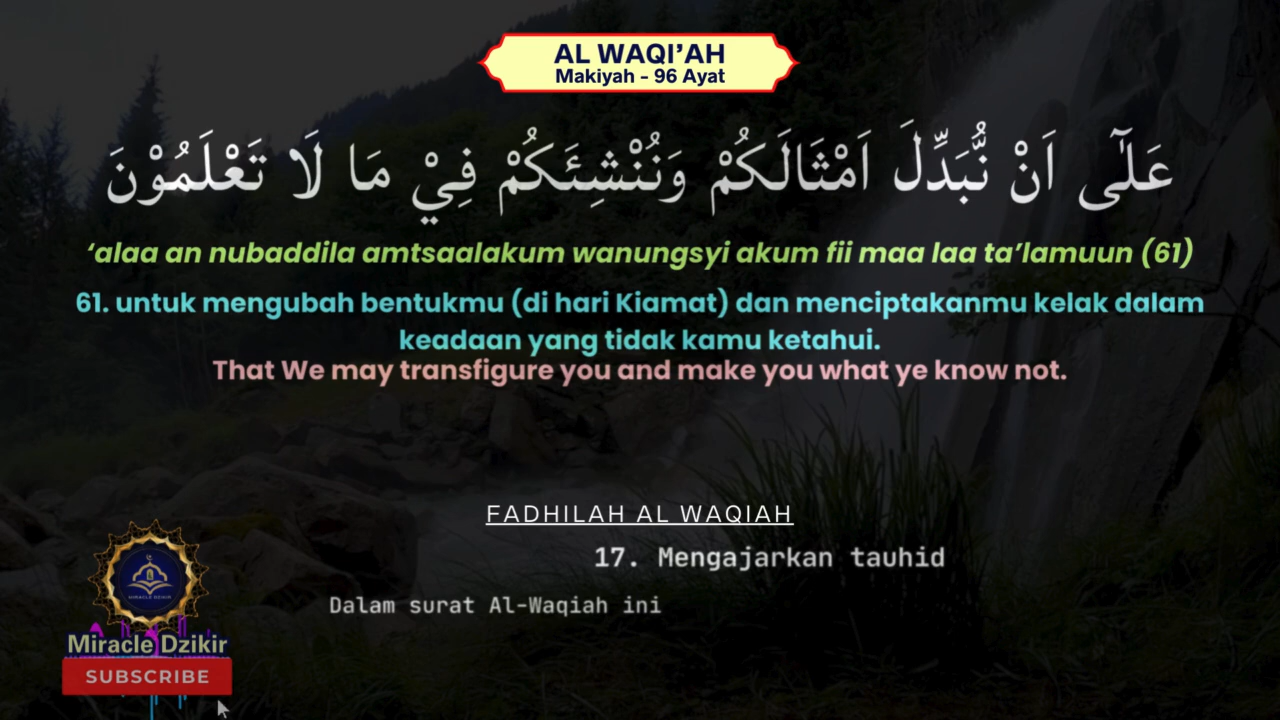 AL WAQI’AH
Makiyah - 96 Ayat
عَلٰٓى اَنْ نُّبَدِّلَ اَمْثَالَكُمْ وَنُنْشِئَكُمْ فِيْ مَا لَا تَعْلَمُوْنَ
‘alaa an nubaddila amtsaalakum wanungsyi akum fii maa laa ta’lamuun (61)
61. untuk mengubah bentukmu (di hari Kiamat) dan menciptakanmu kelak dalam
keadaan yang tidak kamu ketahui.
That We may transfigure you and make you what ye know not.
FADHILAH AL WAQIAH
17. Mengajarkan tauhid
Dalam surat Al-Waqiah ini
MIRACLE DZIKIR
Miracle Dzikir
SUBSCRIBE